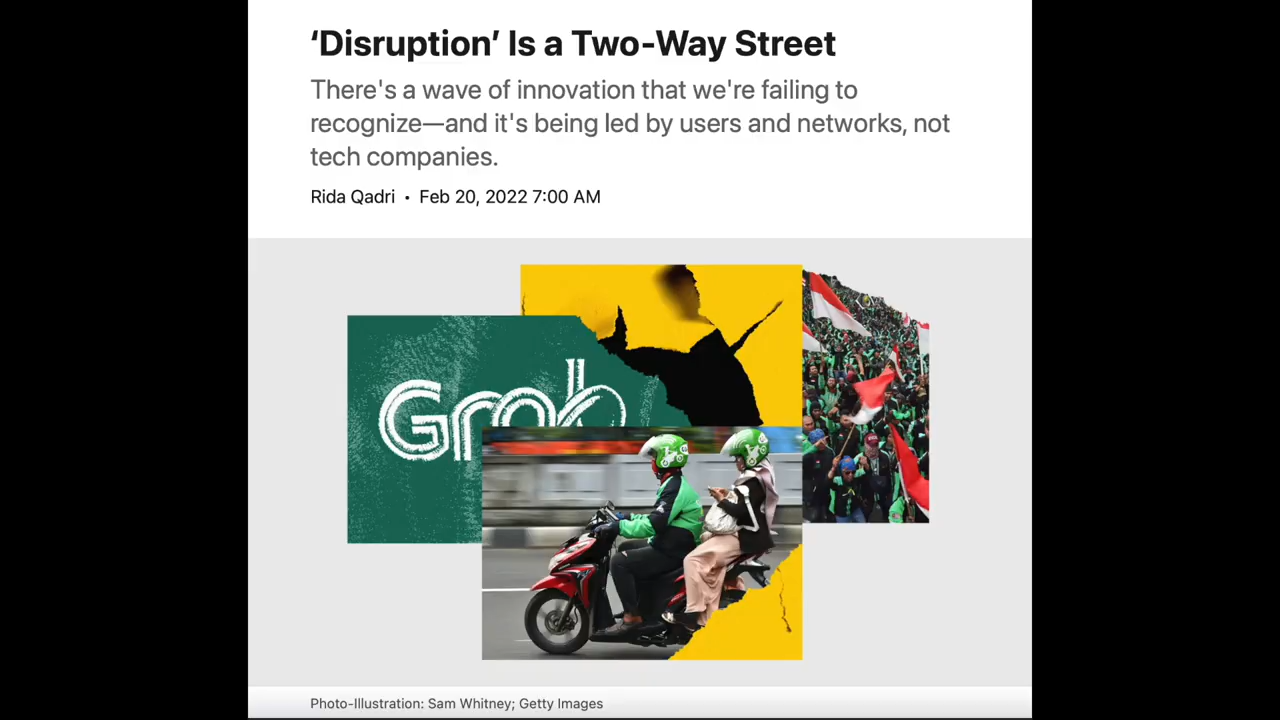 ‘Disruption’ Is a Two-Way Street
There's a wave of innovation that we're failing to
recognize—and it's being led by users and networks, not
tech companies.
Rida Qadri • Feb 20, 2022 7:00 AM
Grab
Photo-Illustration: Sam Whitney; Getty Images